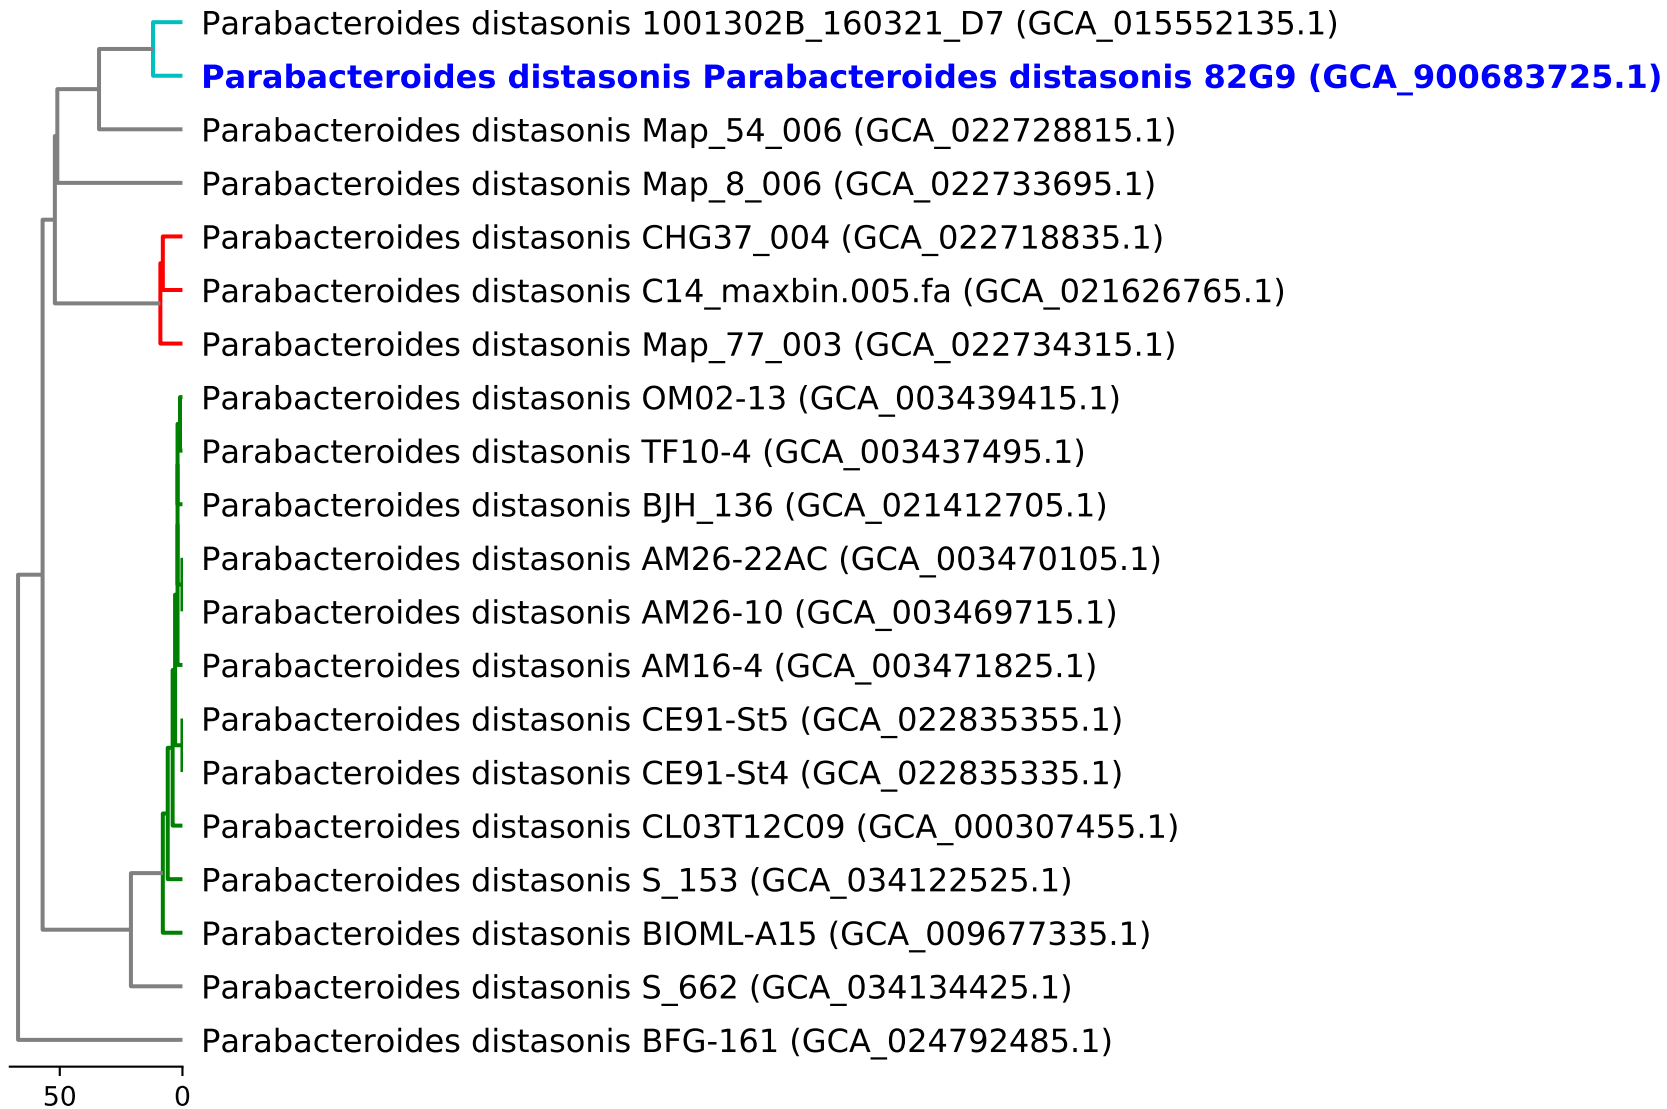 Parabacteroides distasonis 1001302B_160321_D7 (GCA_015552135.1)
Parabacteroides distasonis Parabacteroides distasonis 82G9 (GCA_900683725.1)
Parabacteroides distasonis Map_54_006 (GCA_022728815.1)
Parabacteroides distasonis Map_8_006 (GCA_022733695.1)
Parabacteroides distasonis CHG37_004 (GCA_022718835.1)
Parabacteroides distasonis C14_maxbin.005.fa (GCA_021626765.1)
Parabacteroides distasonis Map_77_003 (GCA_022734315.1)
Parabacteroides distasonis OM02-13 (GCA_003439415.1)
Parabacteroides distasonis TF10-4 (GCA_003437495.1)
Parabacteroides distasonis BJH_136 (GCA_021412705.1)
Parabacteroides distasonis AM26-22AC (GCA_003470105.1)
Parabacteroides distasonis AM26-10 (GCA_003469715.1)
Parabacteroides distasonis AM16-4 (GCA_003471825.1)
Parabacteroides distasonis CE91-St5 (GCA_022835355.1)
Parabacteroides distasonis CE91-St4 (GCA_022835335.1)
Parabacteroides distasonis CL03T12C09 (GCA_000307455.1)
Parabacteroides distasonis S_153 (GCA_034122525.1)
Parabacteroides distasonis BIOML-A15 (GCA_009677335.1)
Parabacteroides distasonis S_662 (GCA_034134425.1)
Parabacteroides distasonis BFG-161 (GCA_024792485.1)
50 0